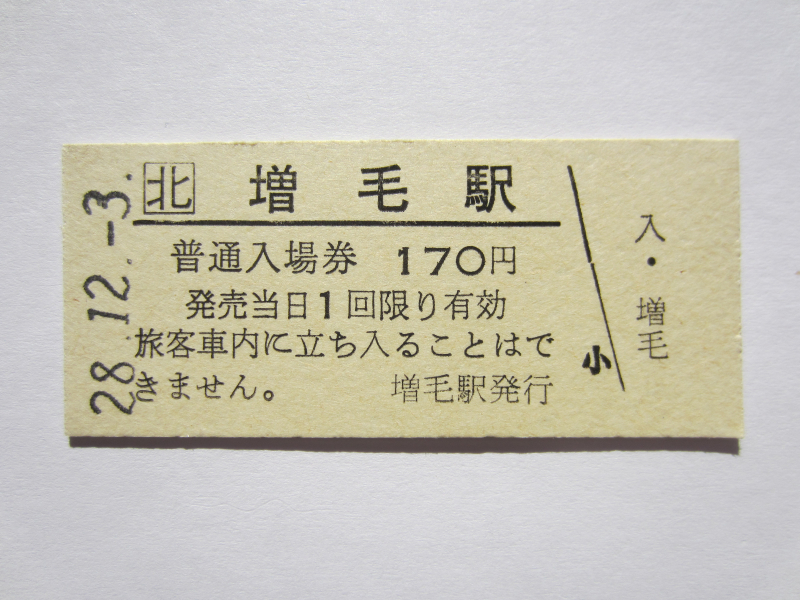 28.12.-3.
北 増毛駅
普通入場券 170円
発売当日1回限り有効
旅客車内に立ち入ることはで
きません。 増毛駅発行
小
入・増毛